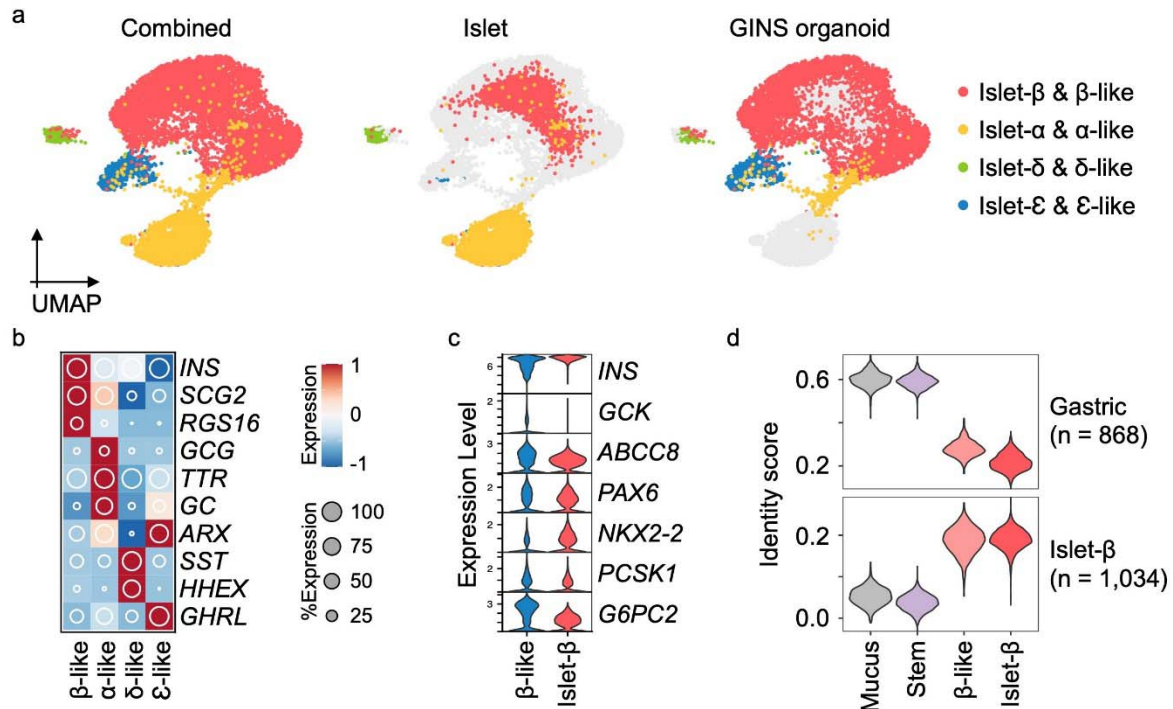 a
Combined
Islet
GINS organoid
Islet-β & β-like
Islet-α & α-like
Islet-δ & δ-like
Islet-Ɛ & Ɛ-like
UMAP
b
INS
SCG2
RGS16
GCG
TTR
GC
ARX
SST
HHEX
GHRL
β-like
α-like
δ-like
Ɛ-like
Expression
1
0
-1
%Expression
100
75
50
25
c
Expression Level
6
INS
2
GCK
3
ABCC8
2
PAX6
2
NKX2-2
2
PCSK1
3
G6PC2
β-like
Islet-β
d
Identity score
0.6
0.2
Gastric
(n = 868)
0.2
0.0
Islet-β
(n = 1,034)
Mucus
Stem
β-like
Islet-β